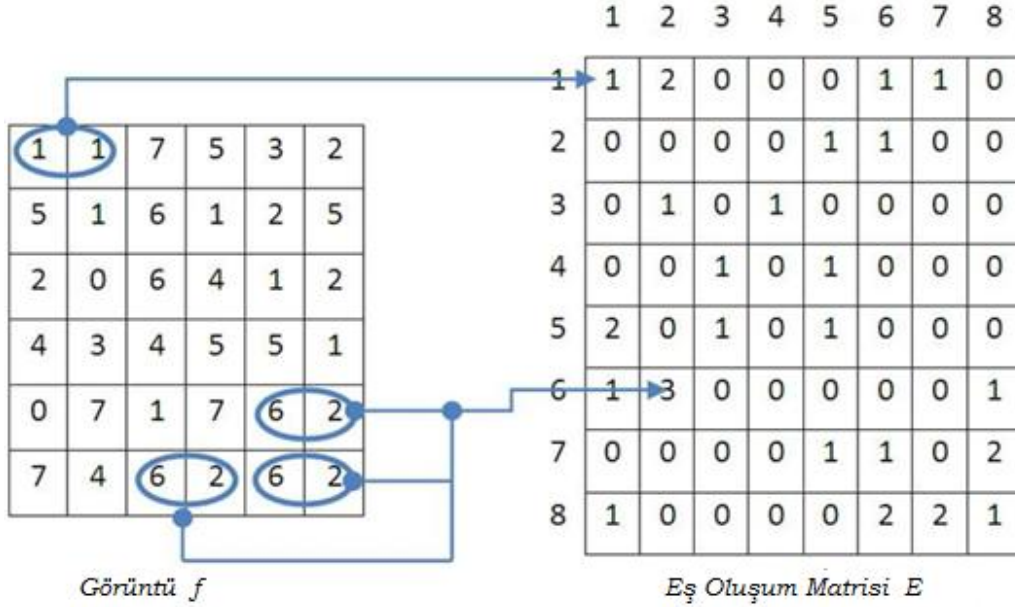 1 2 3 4 5 6 7 8
1 1 2 0 0 0 1 1 0
2 0 0 0 0 1 1 0 0
3 0 1 0 1 0 0 0 0
4 0 0 1 0 1 0 0 0
5 2 0 1 0 1 0 0 0
6 1 3 0 0 0 0 0 1
7 0 0 0 0 1 1 0 2
8 1 0 0 0 0 2 2 1
1 1 7 5 3 2
5 1 6 1 2 5
2 0 6 4 1 2
4 3 4 5 5 1
0 7 1 7 6 2
7 4 6 2 6 2
Görüntü f
Eş Oluşum Matrisi E